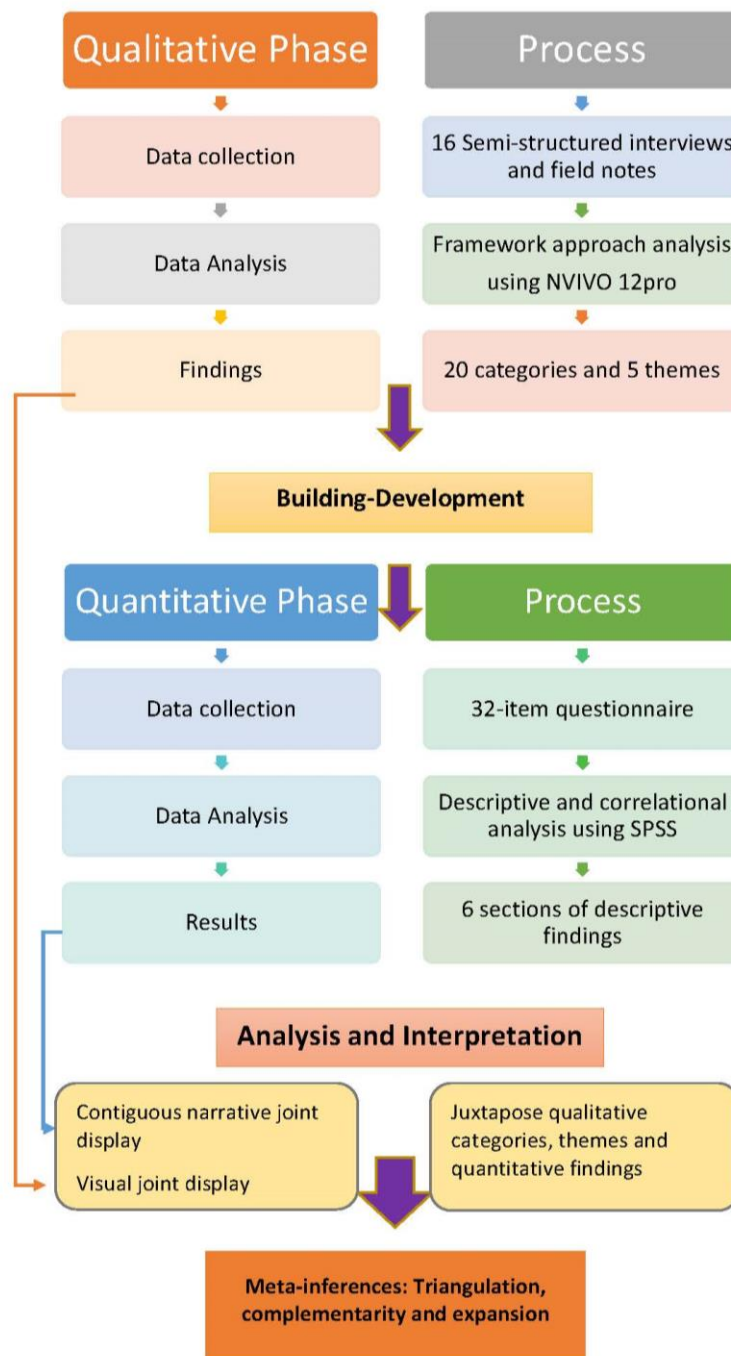 Qualitative Phase
Process
Data collection
16 Semi-structured interviews
and field notes
Data Analysis
Framework approach analysis
using NVIVO 12pro
Findings
20 categories and 5 themes
Building-Development
Quantitative Phase
Process
Data collection
32-item questionnaire
Data Analysis
Descriptive and correlational
analysis using SPSS
Results
6 sections of descriptive
findings
Analysis and Interpretation
Contiguous narrative joint
display
Visual joint display
Juxtapose qualitative
categories, themes and
quantitative findings
Meta-inferences: Triangulation,
complementarity and expansion